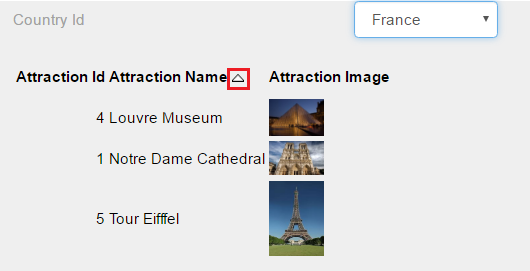 Country Id France
Attraction Id Attraction Name Attraction Image
4 Louvre Museum
1 Notre Dame Cathedral
5 Tour Eifffel